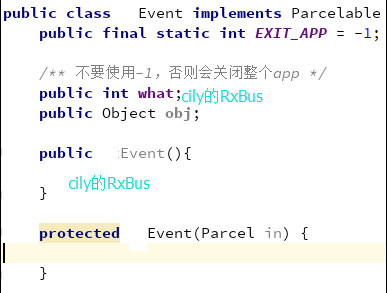 public class Event implements Parcelable
public final static int EXIT_APP = -1;
/** 不要使用-1，否则会关闭整个app */
public int what;
cily的RxBus
public Object obj;
public Event(){
cily的RxBus
}
protected Event(Parcel in) {
}